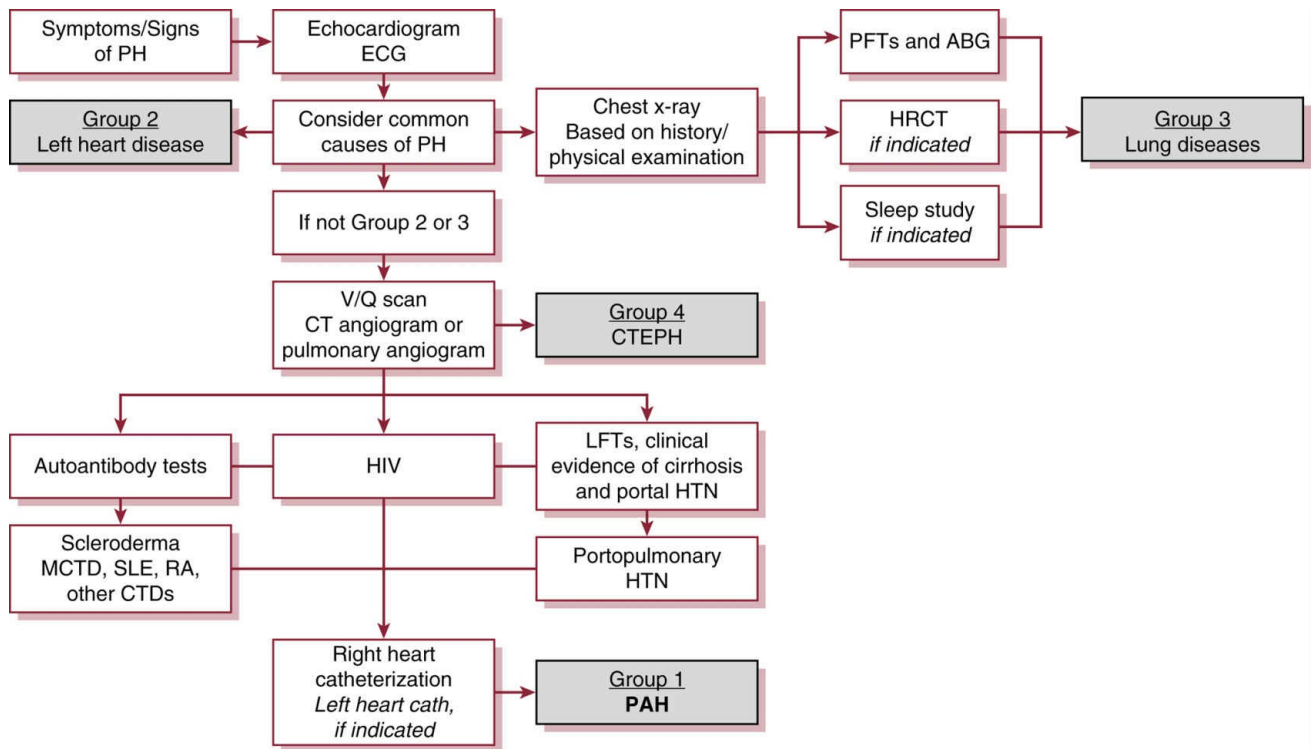 Symptoms/Signs
of PH
Echocardiogram
ECG
PFTs and ABG
Group 2
Left heart disease
Consider common
causes of PH
Chest x-ray
Based on history/
physical examination
HRCT
if indicated
Group 3
Lung diseases
If not Group 2 or 3
Sleep study
if indicated
V/Q scan
CT angiogram or
pulmonary angiogram
Group 4
CTEPH
Autoantibody tests
HIV
LFTs, clinical
evidence of cirrhosis
and portal HTN
Scleroderma
MCTD, SLE, RA,
other CTDs
Portopulmonary
HTN
Right heart
catheterization
Left heart cath,
if indicated
Group 1
PAH